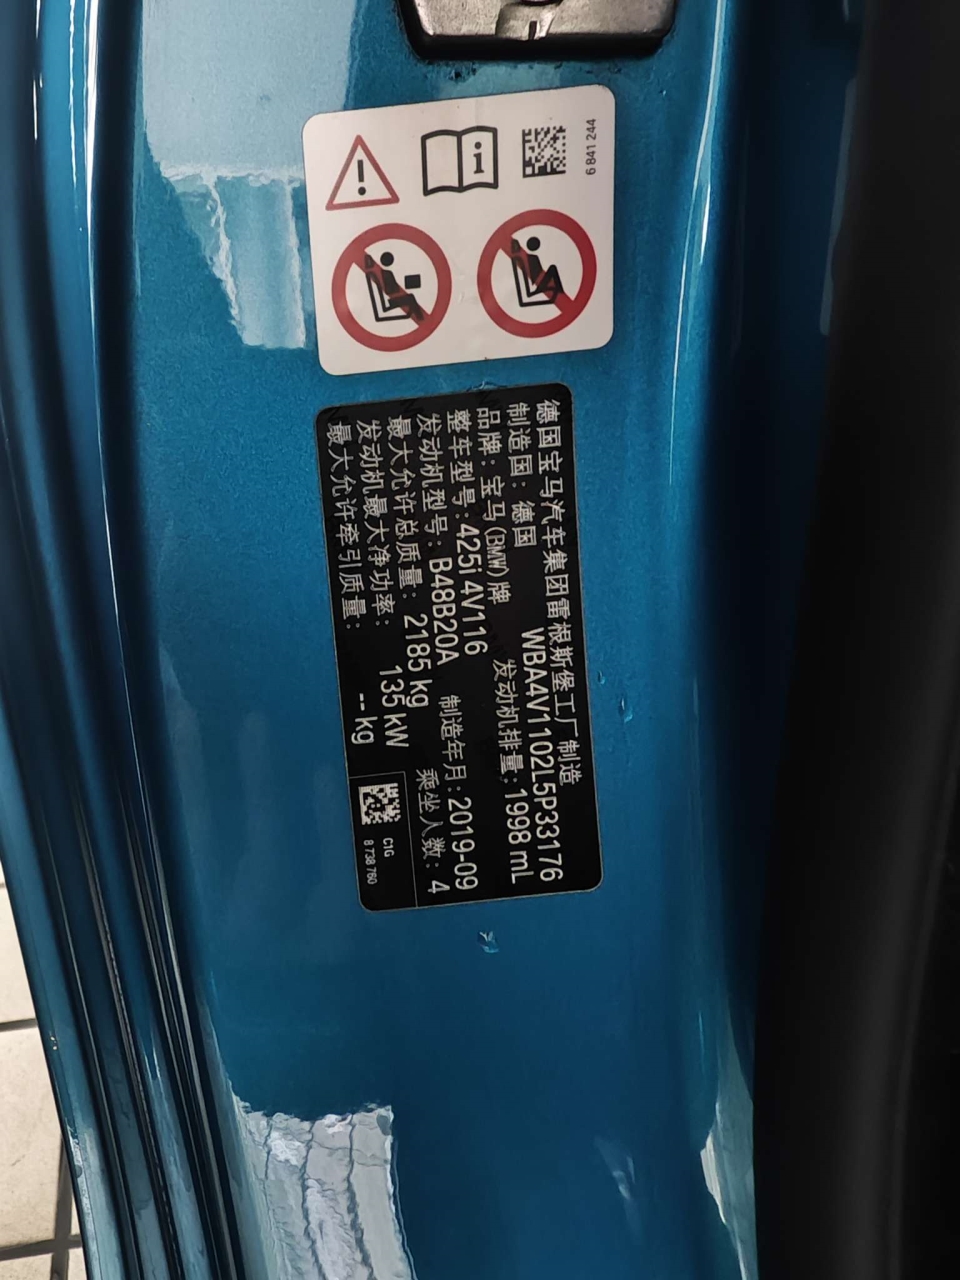 6 841 244
德国宝马汽车集团雷根斯堡工厂制造
制造国：德国 WBA4V1102L5P33176
品牌：宝马(BMW)牌 发动机排量：1998 mL
整车型号：425i 4V116
发动机型号：B48B20A 制造年月：2019-09
最大允许总质量：2185 kg 乘坐人数：4
发动机最大净功率：135 kW
最大允许牵引质量：-- kg
C1G
8 738 760